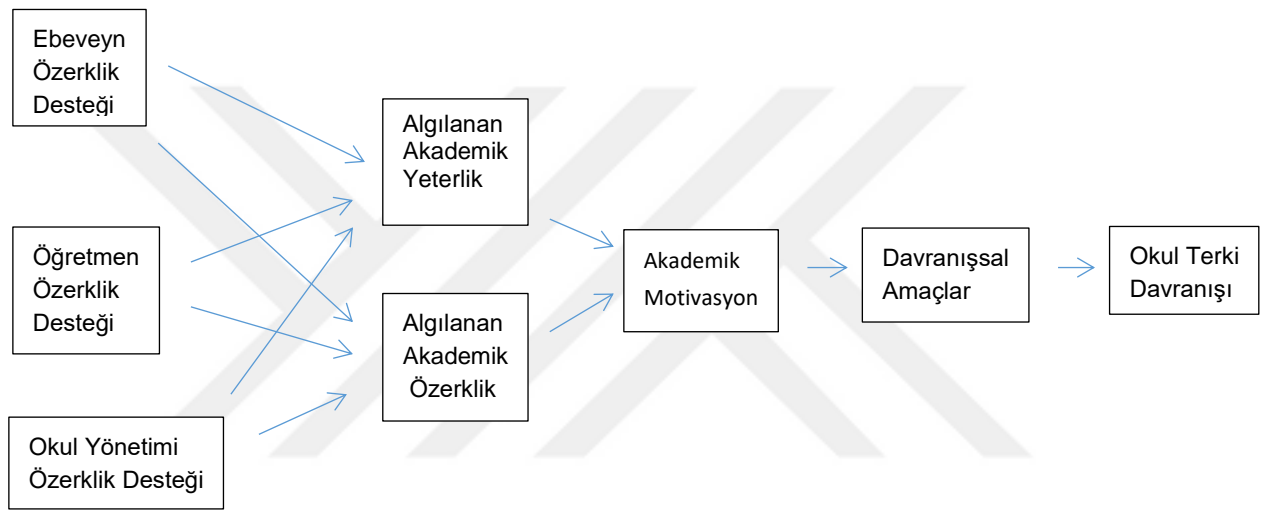 Ebeveyn
Özerklik
Desteği
Öğretmen
Özerklik
Desteği
Okul Yönetimi
Özerklik Desteği
Algılanan
Akademik
Yeterlik
Algılanan
Akademik
Özerklik
Akademik
Motivasyon
Davranışsal
Amaçlar
Okul Terki
Davranışı